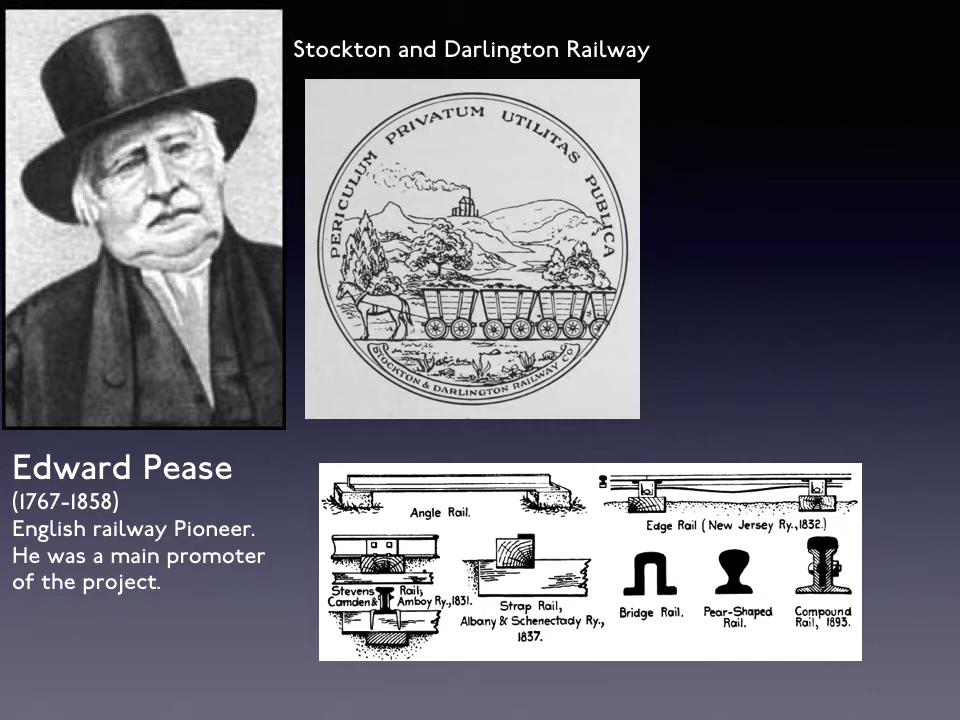 Stockton and Darlington Railway
PERICULUM PRIVATUM UTILITAS PUBLICA
STOCKTON & DARLINGTON RAILWAY CO
Edward Pease
(1767-1858)
English railway Pioneer.
He was a main promoter
of the project.
Angle Rail.
Edge Rail (New Jersey Ry., 1832.)
Stevens Rail;
Camden & Amboy Ry., 1831.
Strap Rail,
Albany & Schenectady Ry.,
1837.
Bridge Rail.
Pear-Shaped
Rail.
Compound
Rail, 1893.